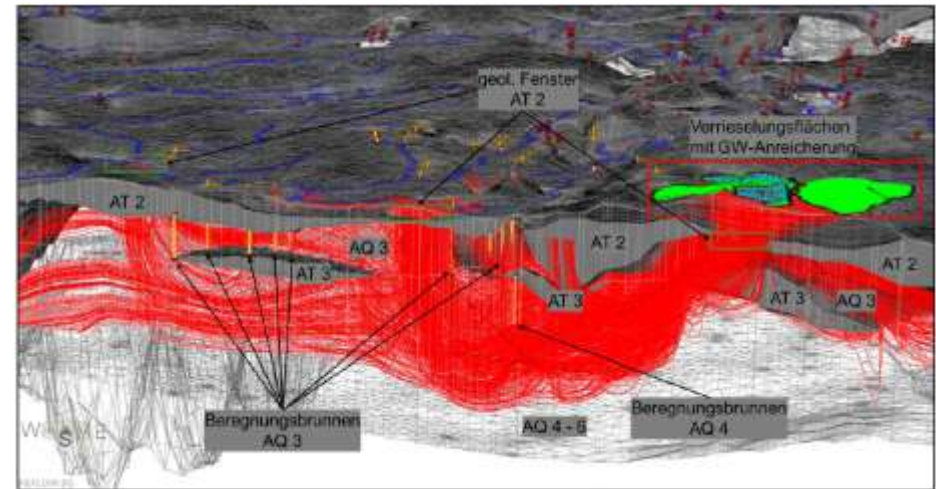 geol. Fenster
AT 2
Verrieselungsflächen
mit GW-Anreicherung
AT 2
AQ 3
AT 3
AT 2
AT 3
AT 2
AT 3
AQ 3
Beregnungsbrunnen
AQ 3
AQ 4 - 6
Beregnungsbrunnen
AQ 4